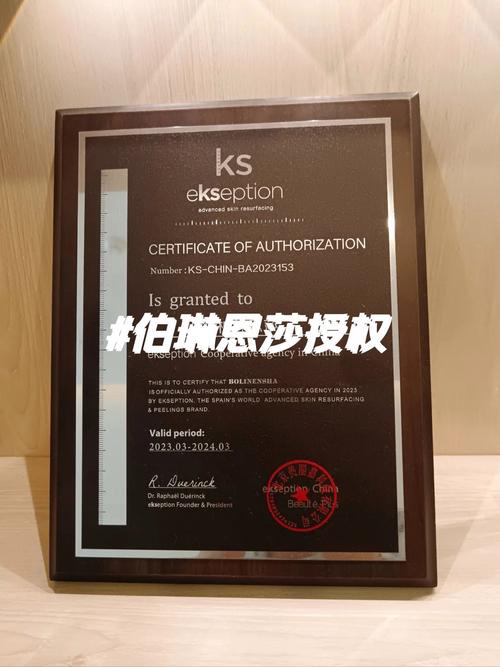 ks
ekseption
advanced skin resurfacing
CERTIFICATE OF AUTHORIZATION
Number : KS-CHIN-BA2023153
Is granted to
#伯琳恩莎授权
ekseption Cooperative agency in China
THIS IS TO CERTIFY THAT BOLINENSHA
IS OFFICIALLY AUTHORIZED AS THE COOPERATIVE AGENCY IN 2023
BY EKSEPTION. THE SPAIN'S WORLD ADVANCED SKIN RESURFACING
& PEELINGS BRAND.
Valid period:
2023.03-2024.03
R. Duerinck
Dr. Raphaël Duérinck
ekseption Founder & President
ekseption China
Beauté